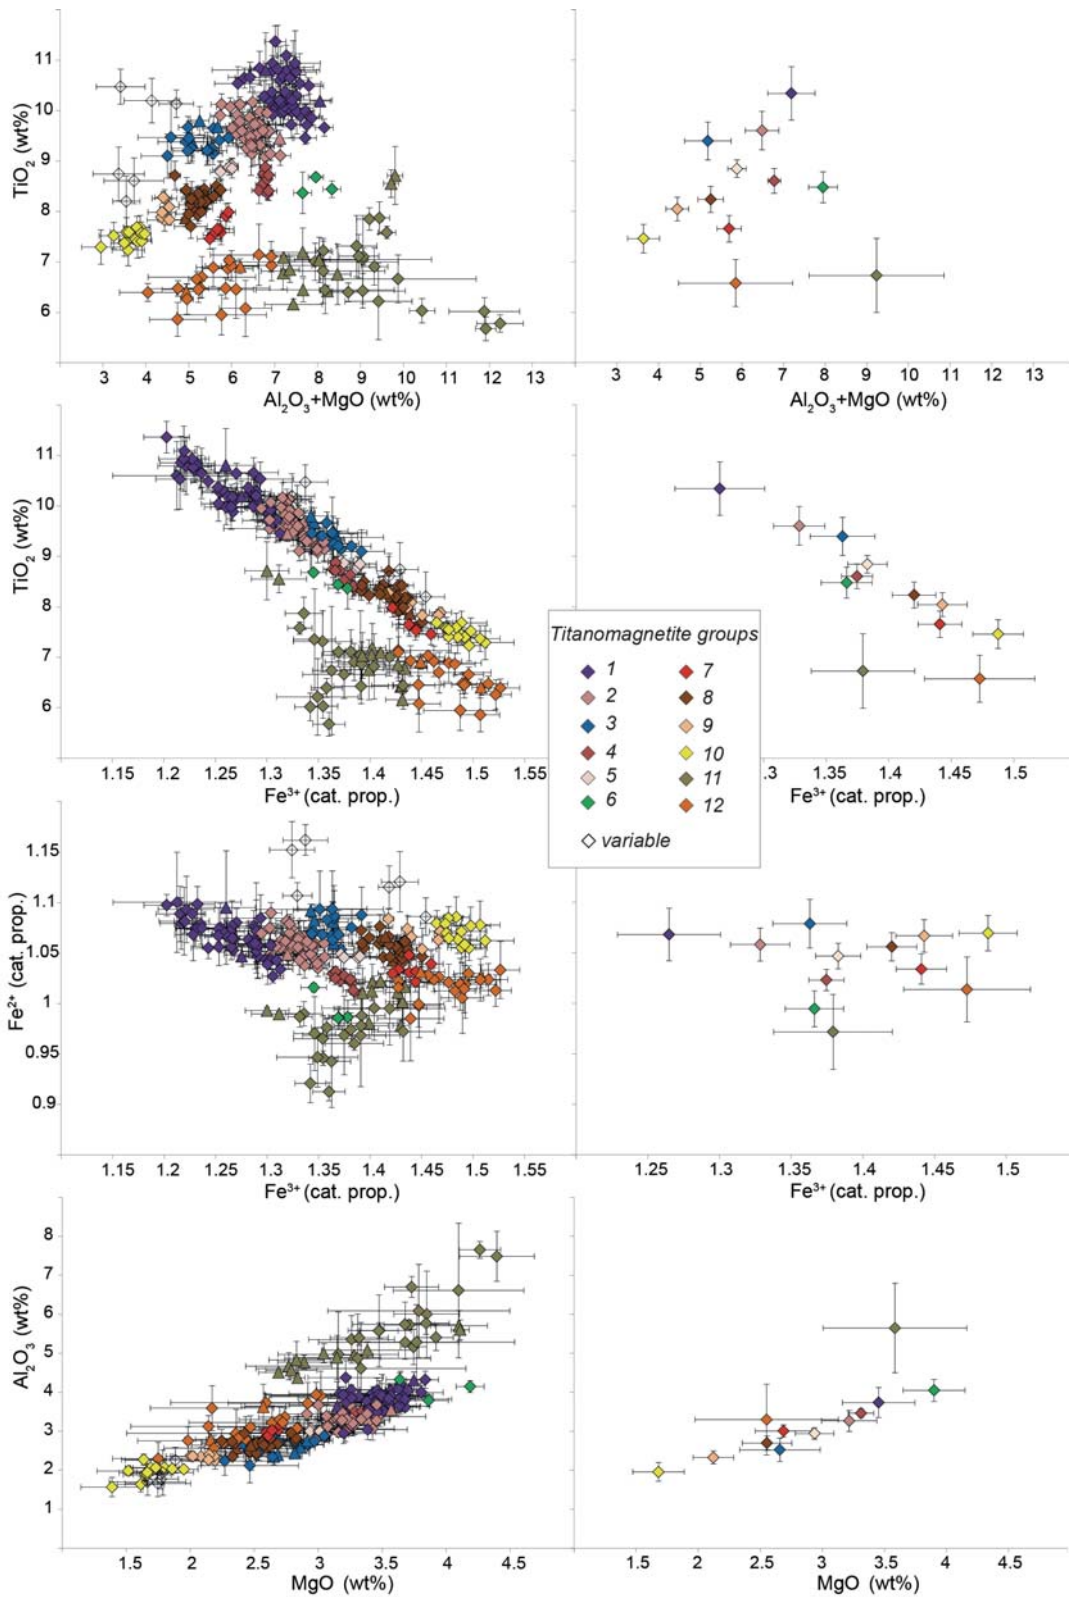 11
10
9
8
7
6
TiO₂ (wt%)
3 4 5 6 7 8 9 10 11 12 13
Al₂O₃+MgO (wt%)
3 4 5 6 7 8 9 10 11 12 13
Al₂O₃+MgO (wt%)
11
10
9
8
7
6
TiO₂ (wt%)
1.15 1.2 1.25 1.3 1.35 1.4 1.45 1.5 1.55
Fe³⁺ (cat. prop.)
.3 1.35 1.4 1.45 1.5
Fe³⁺ (cat. prop.)
Titanomagnetite groups
1 7
2 8
3 9
4 10
5 11
6 12
variable
1.15
1.1
1.05
1
0.95
0.9
Fe²⁺ (cat. prop.)
1.15 1.2 1.25 1.3 1.35 1.4 1.45 1.5 1.55
Fe³⁺ (cat. prop.)
1.25 1.3 1.35 1.4 1.45 1.5
Fe³⁺ (cat. prop.)
8
7
6
5
4
3
2
1
Al₂O₃ (wt%)
1.5 2 2.5 3 3.5 4 4.5
MgO (wt%)
1.5 2 2.5 3 3.5 4 4.5
MgO (wt%)